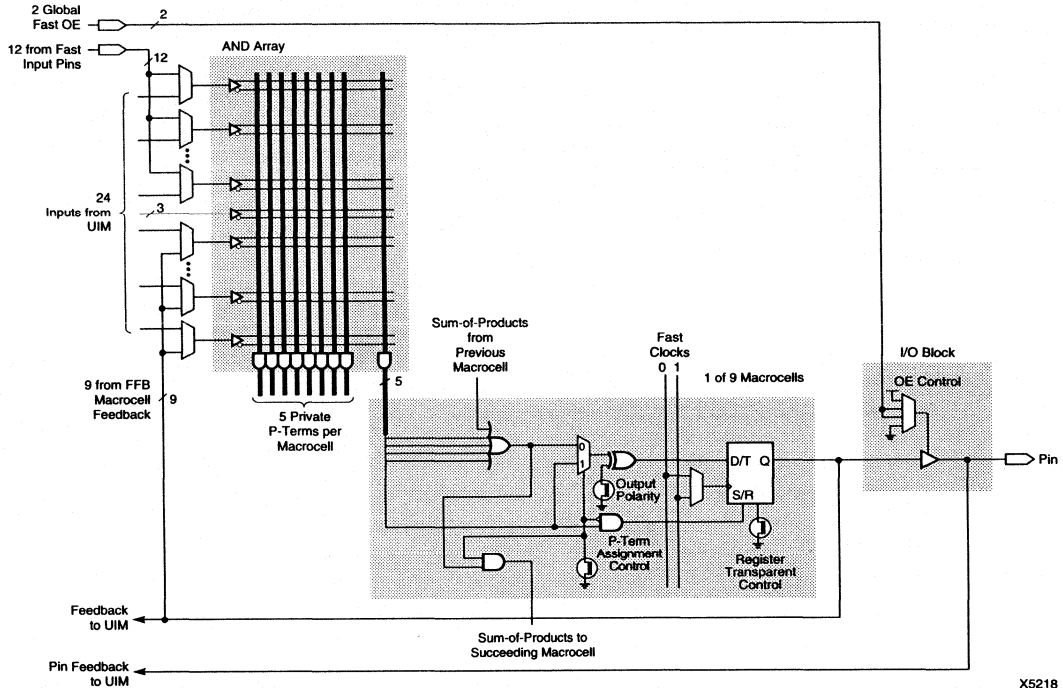 2 Global
Fast OE
2
12 from Fast
Input Pins
12
AND Array
24
Inputs from
UIM
3
9 from FFB
Macrocell
Feedback
9
5 Private
P-Terms per
Macrocell
5
Sum-of-Products
from
Previous
Macrocell
Fast
Clocks
0 1
1 of 9 Macrocells
I/O Block
OE Control
0
1
D/T Q
S/R
Pin
Output
Polarity
P-Term
Assignment
Control
Register
Transparent
Control
Feedback
to UIM
Sum-of-Products to
Succeeding Macrocell
Pin Feedback
to UIM
X5218